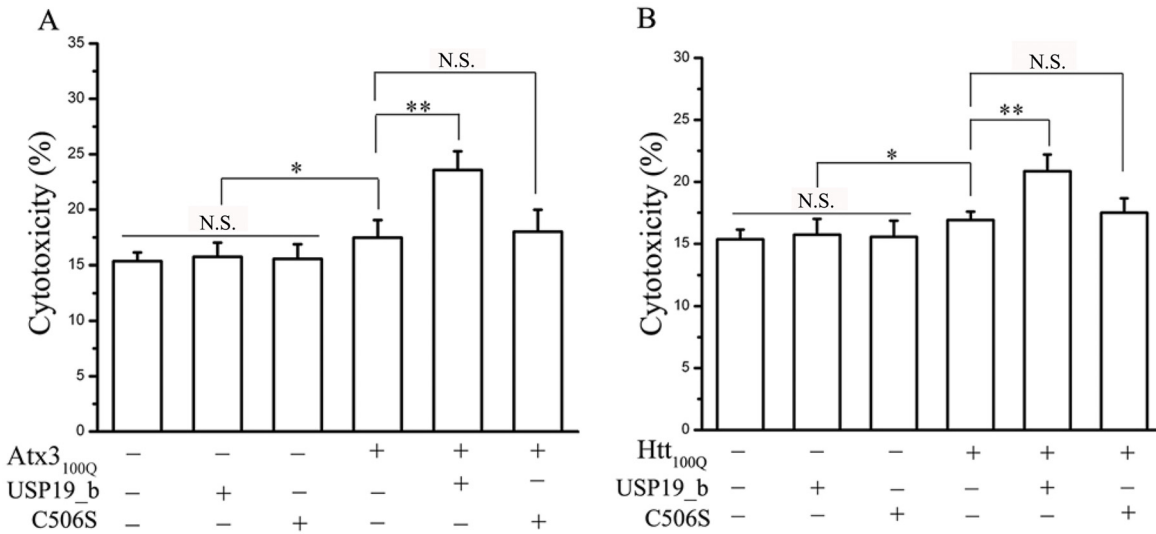 A
Cytotoxicity (%)
35
30
25
20
15
10
5
0
N.S.
*
**
N.S.
Atx3100Q − − − + + +
USP19_b − + − − + −
C506S − − + − − +
B
Cytotoxicity (%)
30
25
20
15
10
5
0
N.S.
*
**
N.S.
Htt100Q − − − + + +
USP19_b − + − − + −
C506S − − + − − +